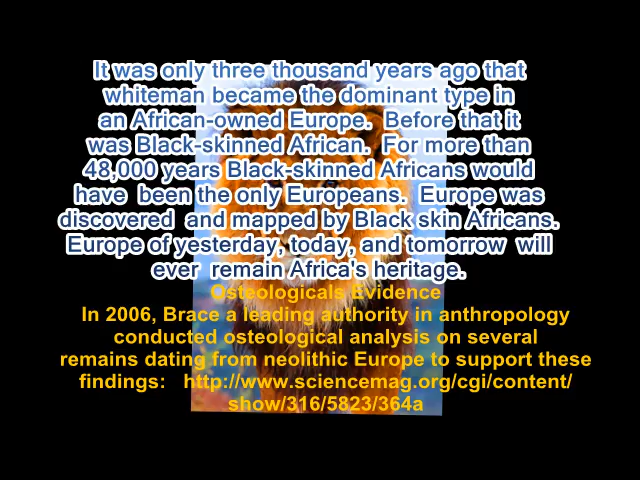 It was only three thousand years ago that
whiteman became the dominant type in
an African-owned Europe. Before that it
was Black-skinned African. For more than
48,000 years Black-skinned Africans would
have been the only Europeans. Europe was
discovered and mapped by Black skin Africans.
Europe of yesterday, today, and tomorrow will
ever remain Africa's heritage.
Osteologicals Evidence
In 2006, Brace a leading authority in anthropology
conducted osteological analysis on several
remains dating from neolithic Europe to support these
findings: http://www.sciencemag.org/cgi/content/
show/316/5823/364a